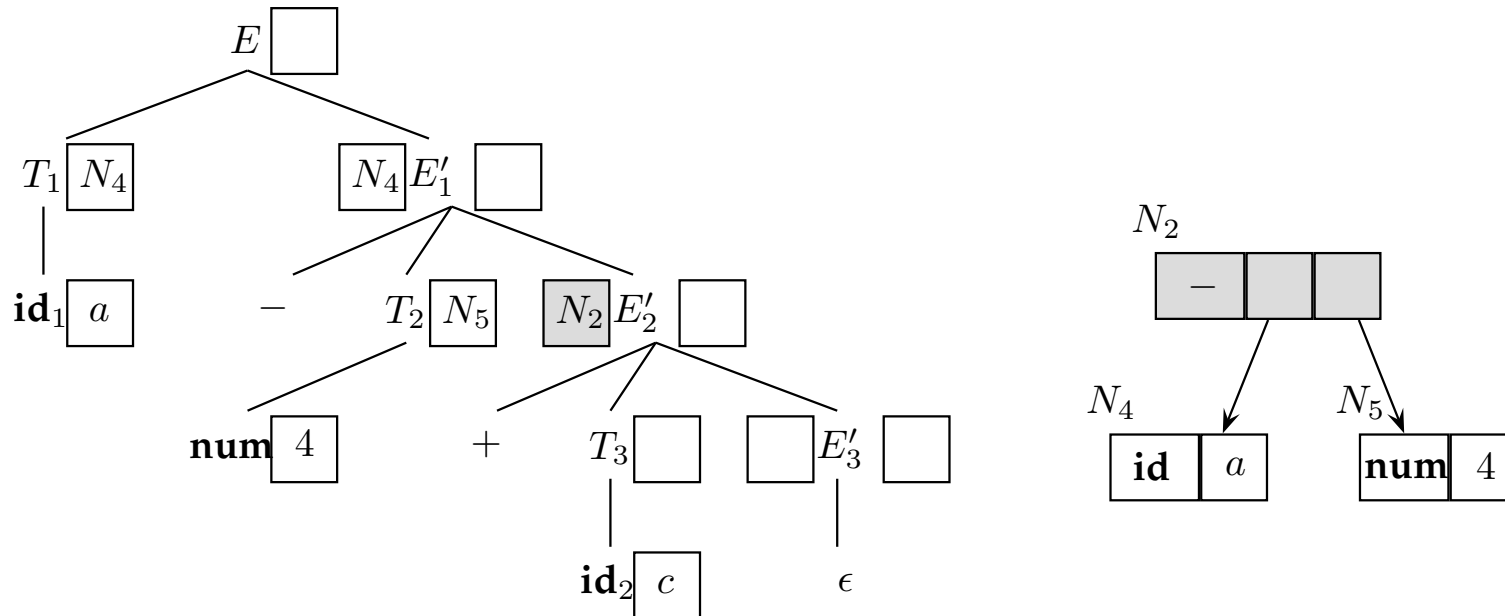 E
T₁ N₄ N₄ E′₁
N₂
id₁ a − T₂ N₅ N₂ E′₂
−
N₄ N₅
num 4 + T₃ E′₃
id a num 4
id₂ c ϵ